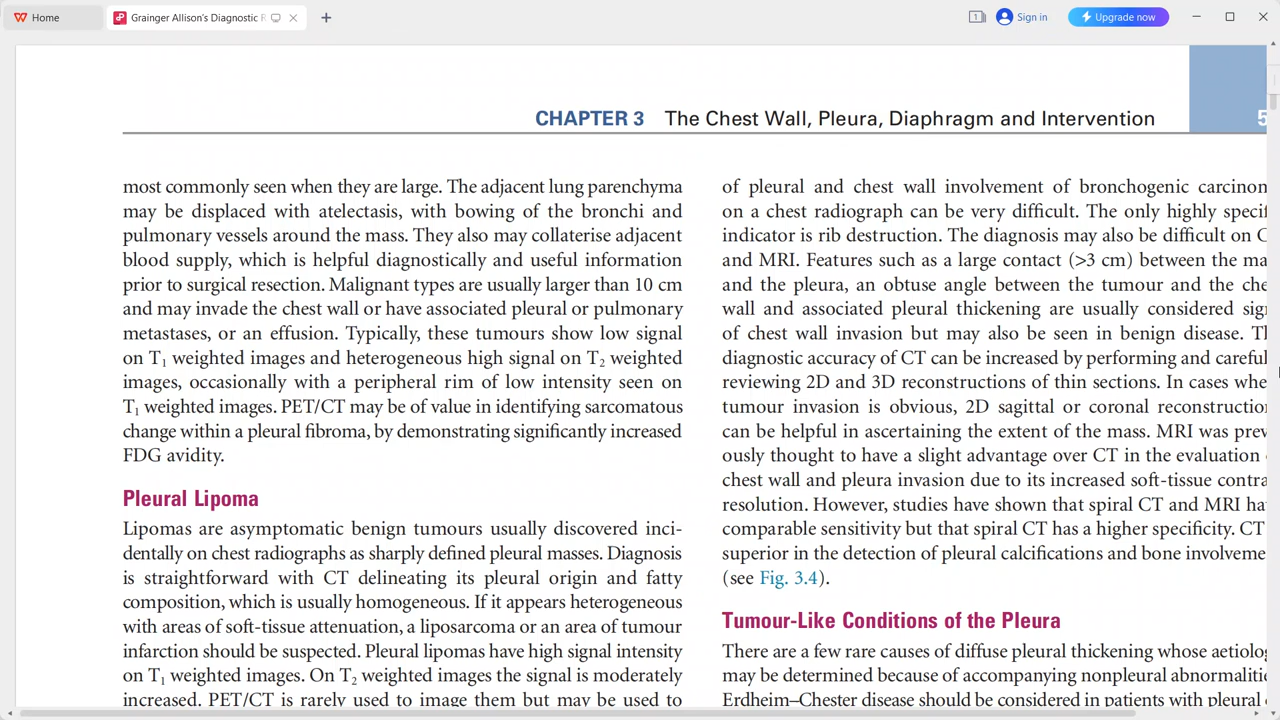 Home
Grainger Allison's Diagnostic
1
Sign in
Upgrade now
CHAPTER 3 The Chest Wall, Pleura, Diaphragm and Intervention
most commonly seen when they are large. The adjacent lung parenchyma
may be displaced with atelectasis, with bowing of the bronchi and
pulmonary vessels around the mass. They also may collaterise adjacent
blood supply, which is helpful diagnostically and useful information
prior to surgical resection. Malignant types are usually larger than 10 cm
and may invade the chest wall or have associated pleural or pulmonary
metastases, or an effusion. Typically, these tumours show low signal
on T₁ weighted images and heterogeneous high signal on T₂ weighted
images, occasionally with a peripheral rim of low intensity seen on
T₁ weighted images. PET/CT may be of value in identifying sarcomatous
change within a pleural fibroma, by demonstrating significantly increased
FDG avidity.
Pleural Lipoma
Lipomas are asymptomatic benign tumours usually discovered inci-
dentally on chest radiographs as sharply defined pleural masses. Diagnosis
is straightforward with CT delineating its pleural origin and fatty
composition, which is usually homogeneous. If it appears heterogeneous
with areas of soft-tissue attenuation, a liposarcoma or an area of tumour
infarction should be suspected. Pleural lipomas have high signal intensity
on T₁ weighted images. On T₂ weighted images the signal is moderately
increased. PET/CT is rarely used to image them but may be used to
of pleural and chest wall involvement of bronchogenic
on a chest radiograph can be very difficult. The only highly
indicator is rib destruction. The diagnosis may also be difficult on
and MRI. Features such as a large contact (>3 cm) between the
and the pleura, an obtuse angle between the tumour and the
wall and associated pleural thickening are usually considered
of chest wall invasion but may also be seen in benign disease.
diagnostic accuracy of CT can be increased by performing and
reviewing 2D and 3D reconstructions of thin sections. In cases
tumour invasion is obvious, 2D sagittal or coronal
can be helpful in ascertaining the extent of the mass. MRI was
ously thought to have a slight advantage over CT in the evaluation
chest wall and pleura invasion due to its increased soft-tissue
resolution. However, studies have shown that spiral CT and MRI
comparable sensitivity but that spiral CT has a higher specificity. CT
superior in the detection of pleural calcifications and bone
(see Fig. 3.4).
Tumour-Like Conditions of the Pleura
There are a few rare causes of diffuse pleural thickening whose
may be determined because of accompanying nonpleural
Erdheim–Chester disease should be considered in patients with pleural